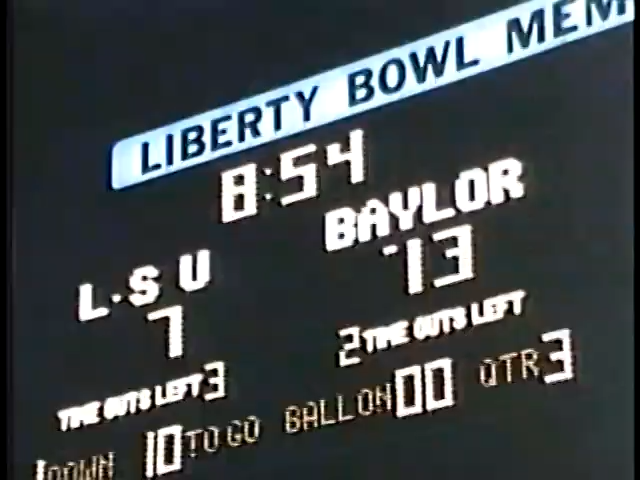 LIBERTY BOWL MEM
8:54
L·S U BAYLOR
7 13
TIME OUTS LEFT 3 2 TIME OUTS LEFT
1 DOWN 10 TO GO BALL ON 00 QTR 3